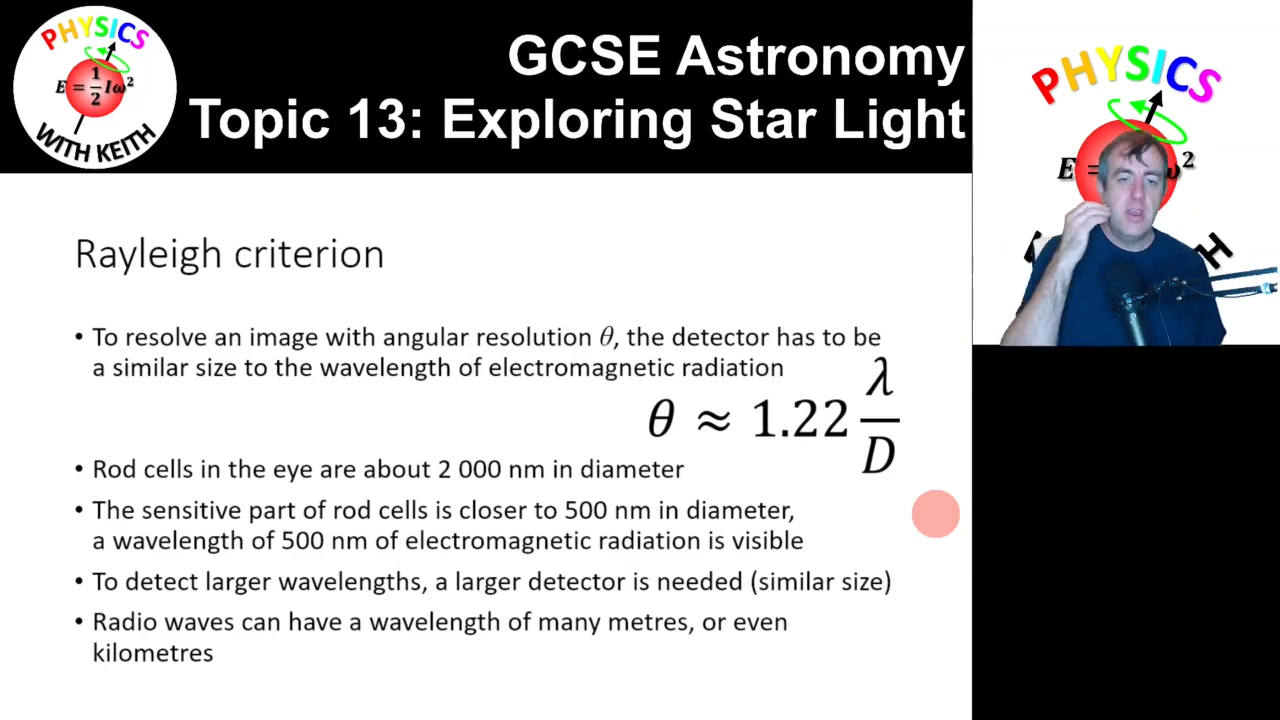 PHYSICS
E = 1/2 Iω²
WITH KEITH
GCSE Astronomy
Topic 13: Exploring Star Light
PHYSICS
E =
ω²
H
Rayleigh criterion
• To resolve an image with angular resolution θ, the detector has to be
a similar size to the wavelength of electromagnetic radiation
θ ≈ 1.22 λ/D
• Rod cells in the eye are about 2 000 nm in diameter
• The sensitive part of rod cells is closer to 500 nm in diameter,
a wavelength of 500 nm of electromagnetic radiation is visible
• To detect larger wavelengths, a larger detector is needed (similar size)
• Radio waves can have a wavelength of many metres, or even
kilometres